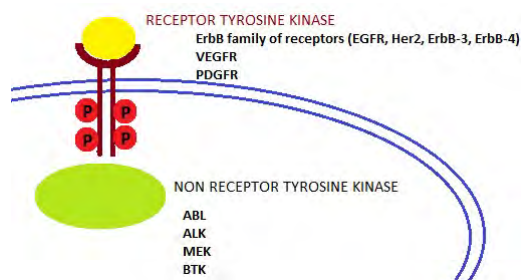 RECEPTOR TYROSINE KINASE
ErbB family of receptors (EGFR, Her2, ErbB-3, ErbB-4)
VEGFR
PDGFR
P P
P P
NON RECEPTOR TYROSINE KINASE
ABL
ALK
MEK
BTK